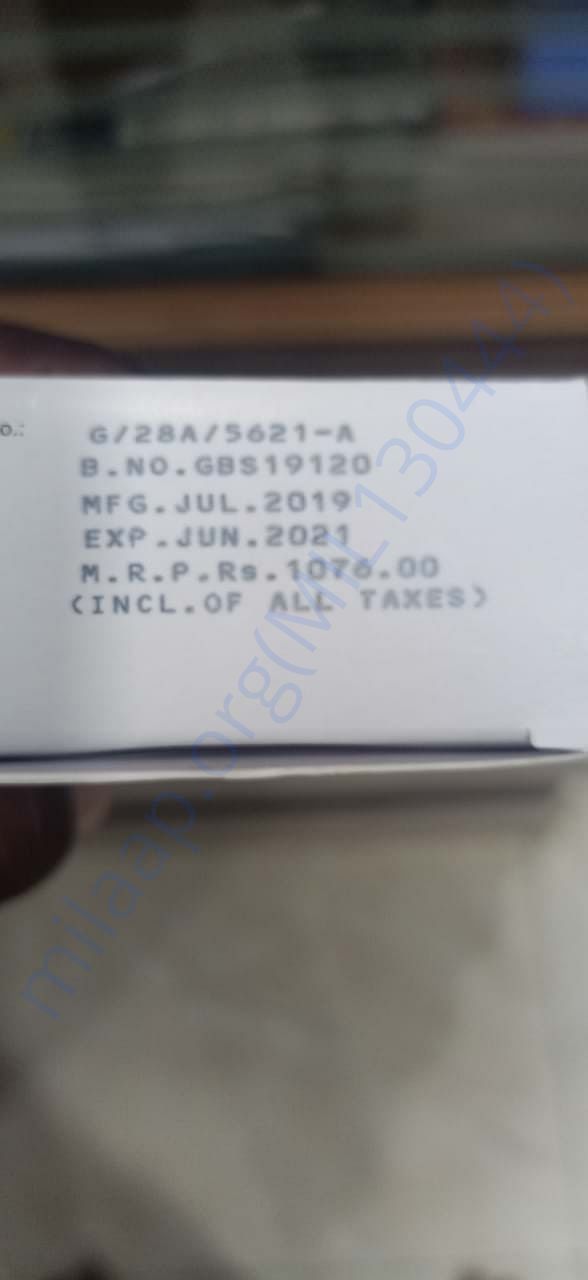 o.:
G/28A/5621-A
B.NO.GBS19120
MFG.JUL.2019
EXP.JUN.2021
M.R.P.Rs.1076.00
(INCL.OF ALL TAXES)
milaap.org(MIL130444)